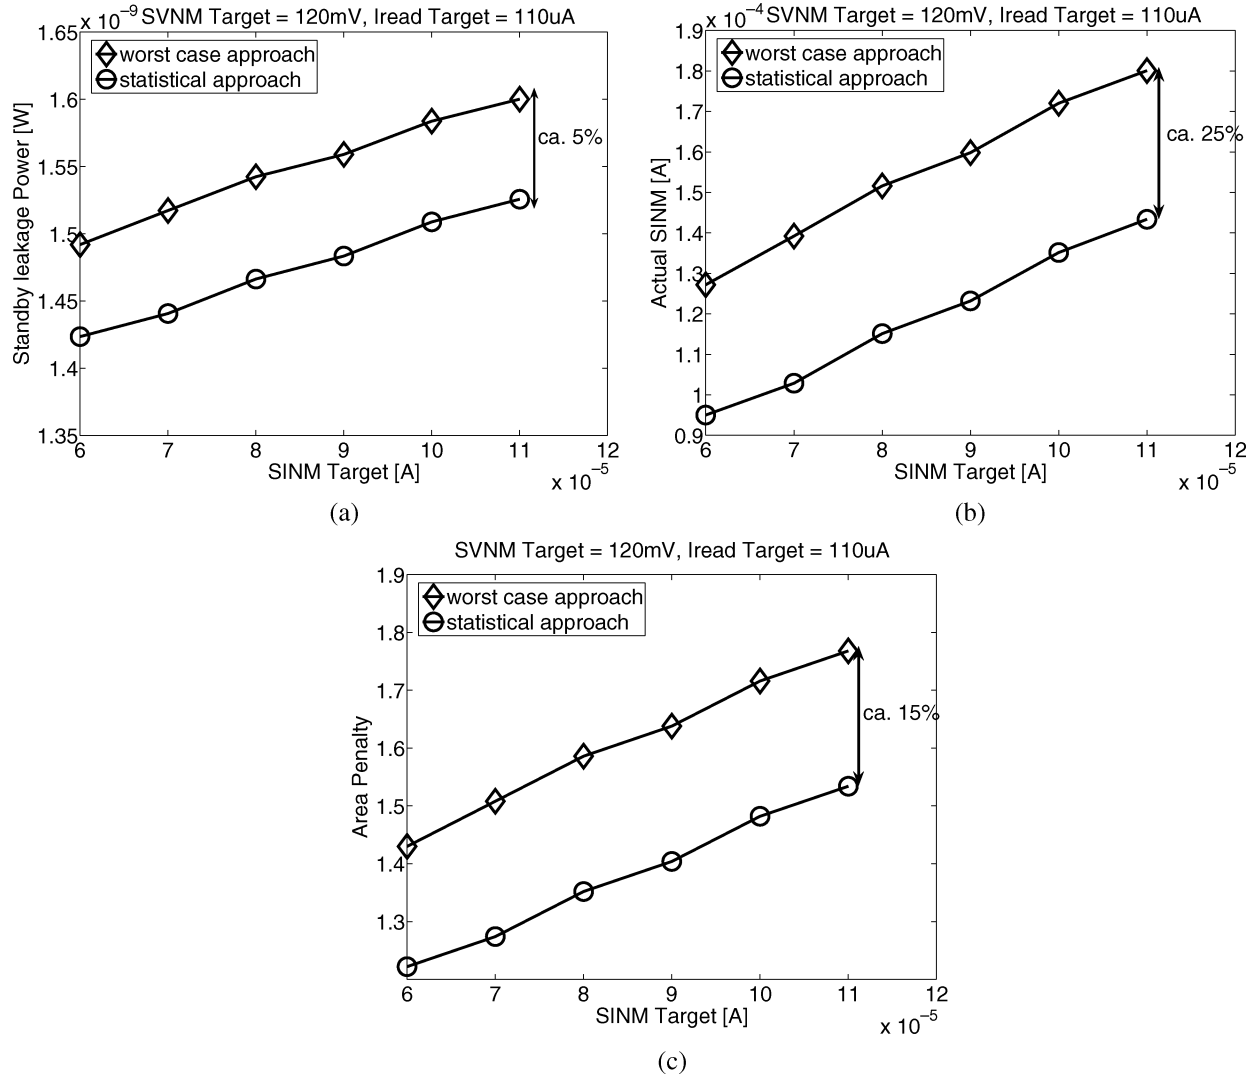 x 10−9 SVNM Target = 120mV, Iread Target = 110uA
1.65
1.6
1.55
1.5
1.45
1.4
1.35
Standby leakage Power [W]
worst case approach
statistical approach
ca. 5%
6 7 8 9 10 11 12
SINM Target [A]
x 10−5
(a)
x 10−4 SVNM Target = 120mV, Iread Target = 110uA
1.9
1.8
1.7
1.6
1.5
1.4
1.3
1.2
1.1
1
0.9
Actual SINM [A]
worst case approach
statistical approach
ca. 25%
6 7 8 9 10 11 12
SINM Target [A]
x 10−5
(b)
SVNM Target = 120mV, Iread Target = 110uA
1.9
1.8
1.7
1.6
1.5
1.4
1.3
Area Penalty
worst case approach
statistical approach
ca. 15%
6 7 8 9 10 11 12
SINM Target [A]
x 10−5
(c)